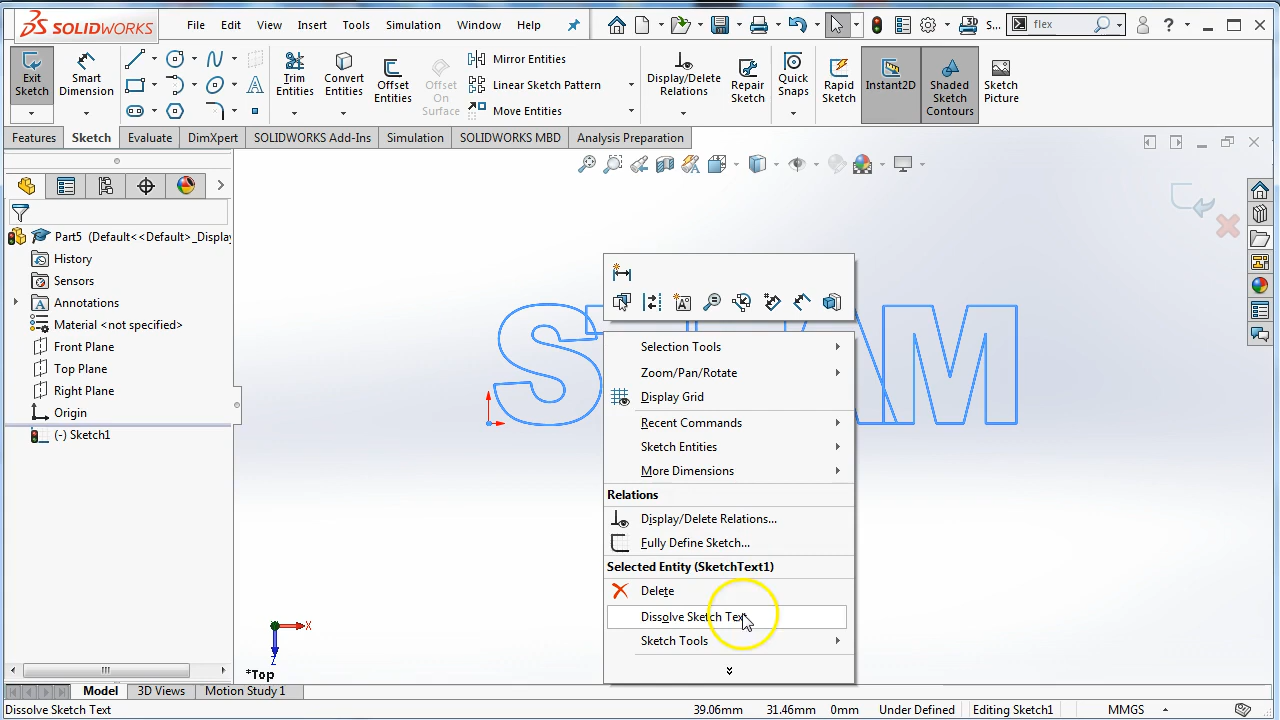 SOLIDWORKS File Edit View Insert Tools Simulation Window Help S... flex
Exit Sketch
Smart Dimension
Trim Entities
Convert Entities
Offset Entities
Offset On Surface
Mirror Entities
Linear Sketch Pattern
Move Entities
Display/Delete Relations
Repair Sketch
Quick Snaps
Rapid Sketch
Instant2D
Shaded Sketch Contours
Sketch Picture
Features Sketch Evaluate DimXpert SOLIDWORKS Add-Ins Simulation SOLIDWORKS MBD Analysis Preparation
Part5 (Default<<Default>_Display
History
Sensors
Annotations
Material <not specified>
Front Plane
Top Plane
Right Plane
Origin
(-) Sketch1
Selection Tools
Zoom/Pan/Rotate
Display Grid
Recent Commands
Sketch Entities
More Dimensions
Relations
Display/Delete Relations...
Fully Define Sketch...
Selected Entity (SketchText1)
Delete
Dissolve Sketch Text
Sketch Tools
X
Z
*Top
Model 3D Views Motion Study 1
Dissolve Sketch Text 39.06mm 31.46mm 0mm Under Defined Editing Sketch1 MMGS